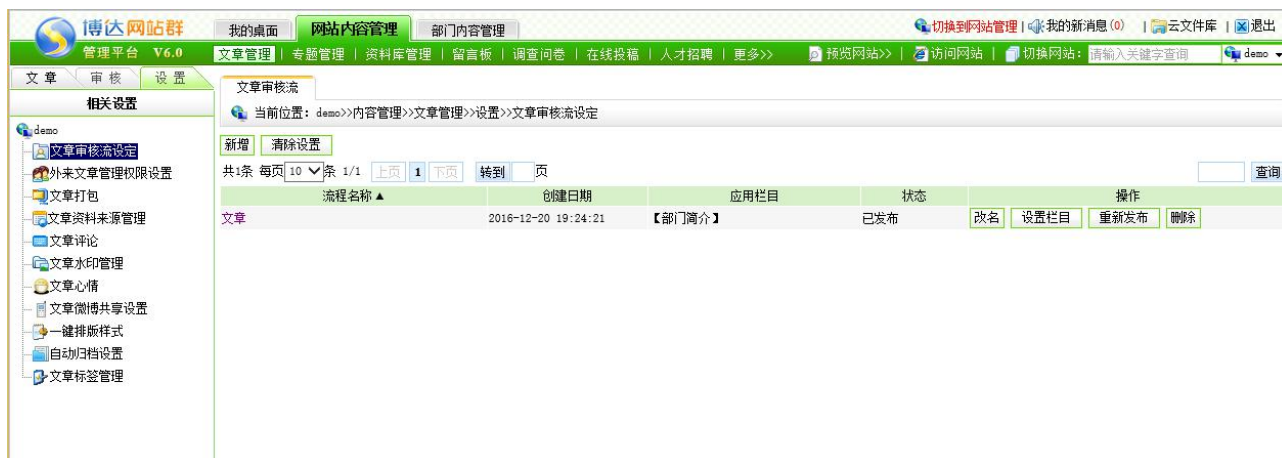 博达网站群 我的桌面 网站内容管理 部门内容管理 切换到网站管理 | 我的新消息(0) | 云文件库 | 退出
管理平台 V6.0 文章管理 | 专题管理 | 资料库管理 | 留言板 | 调查问卷 | 在线投稿 | 人才招聘 | 更多>> 预览网站>> | 访问网站 | 切换网站: 请输入关键字查询 demo
文章 审核 设置 文章审核流
相关设置 当前位置: demo>>内容管理>>文章管理>>设置>>文章审核流设定
demo
文章审核流设定 新增 清除设置
外来文章管理权限设置 共1条 每页 10 条 1/1 上页 1 下页 转到 页 查询
文章打包 流程名称▲ 创建日期 应用栏目 状态 操作
文章资料来源管理 文章 2016-12-20 19:24:21 【部门简介】 已发布 改名 设置栏目 重新发布 删除
文章评论
文章水印管理
文章心情
文章微博共享设置
一键排版样式
自动归档设置
文章标签管理